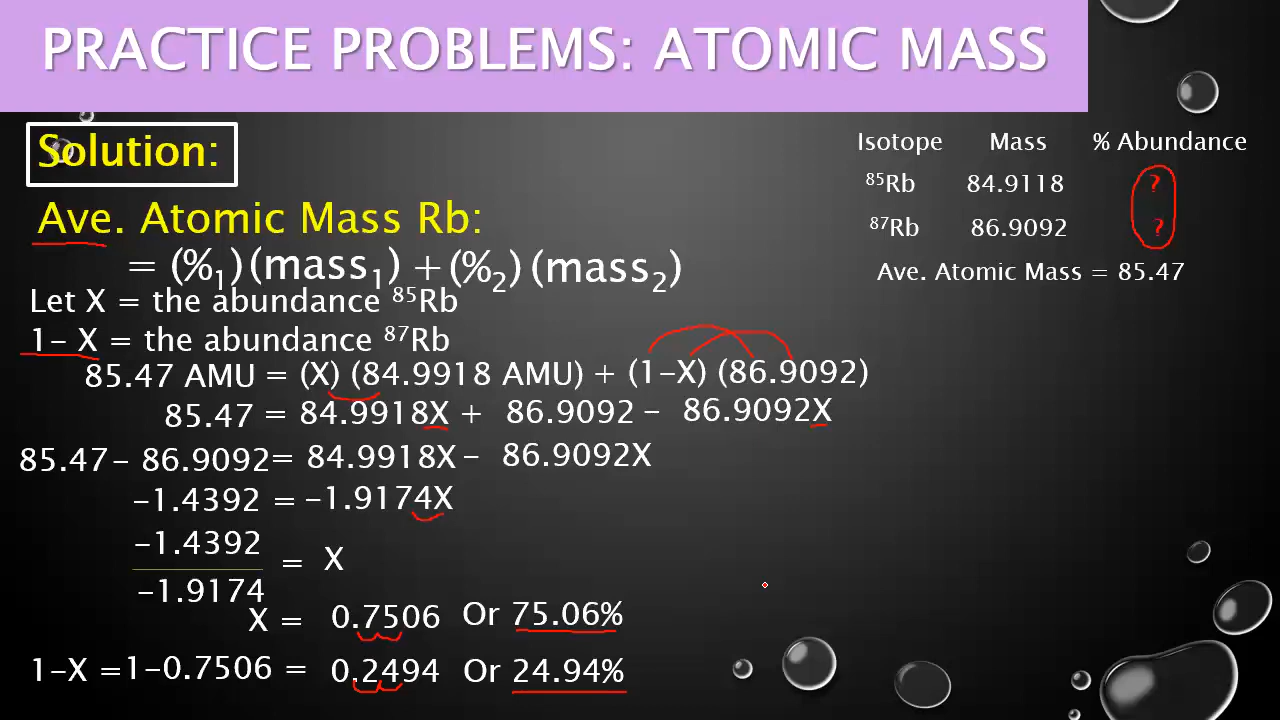 PRACTICE PROBLEMS: ATOMIC MASS
Solution:
Isotope Mass % Abundance
⁸⁵Rb 84.9118 ?
⁸⁷Rb 86.9092 ?
Ave. Atomic Mass = 85.47
Ave. Atomic Mass Rb:
= (%₁)(mass₁) + (%₂)(mass₂)
Let X = the abundance ⁸⁵Rb
1- X = the abundance ⁸⁷Rb
85.47 AMU = (X) (84.9918 AMU) + (1-X) (86.9092)
85.47 = 84.9918X + 86.9092 - 86.9092X
85.47 - 86.9092 = 84.9918X - 86.9092X
-1.4392 = -1.9174X
-1.4392
= X
-1.9174
X = 0.7506 Or 75.06%
1-X = 1-0.7506 = 0.2494 Or 24.94%